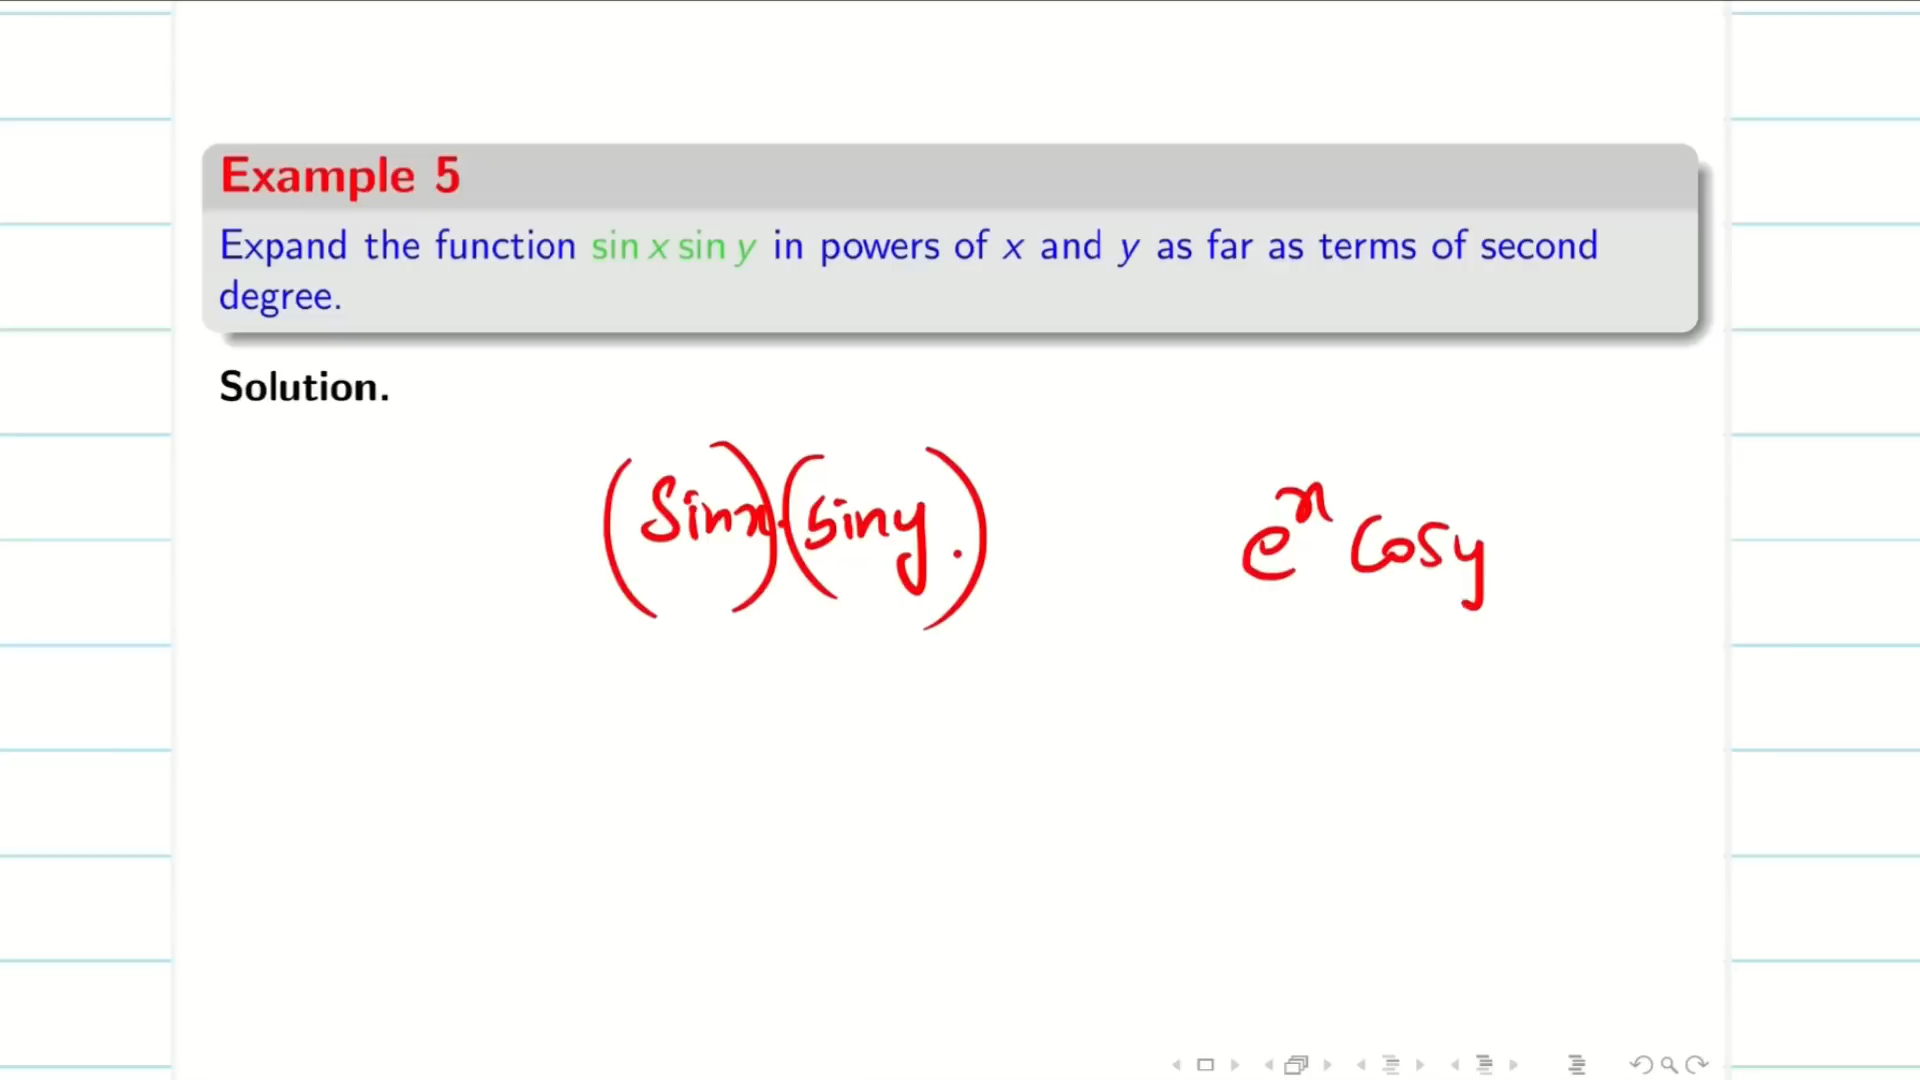 Example 5
Expand the function sin x sin y in powers of x and y as far as terms of second
degree.
Solution.
(Sinx).(Siny.) e^x Cosy